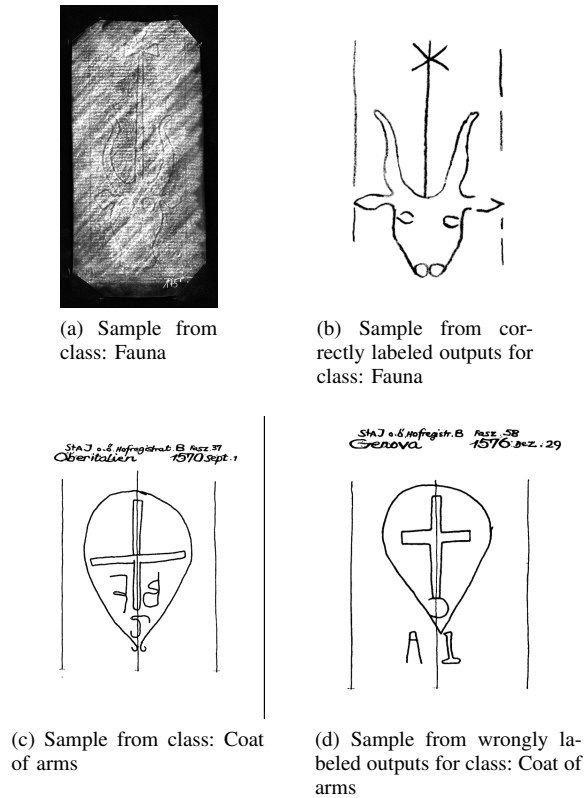 (a) Sample from
class: Fauna
(b) Sample from cor-
rectly labeled outputs for
class: Fauna
StAJ o.ö. Hofregistrat. B Fasz. 37
Oberitalien 1570 Sept. 1
StAJ o.ö. Hofregistr. B Fasz. 58
Genova 1576 Dez. 29
A 1
(c) Sample from class: Coat
of arms
(d) Sample from wrongly la-
beled outputs for class: Coat of
arms